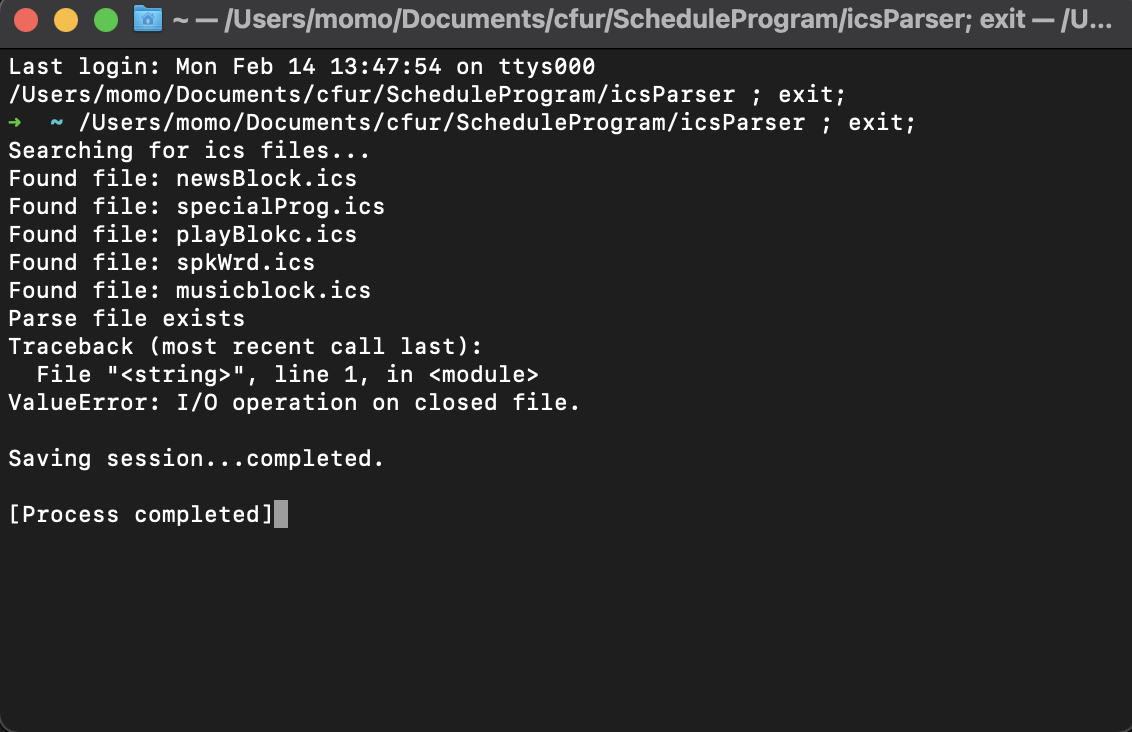 ~ — /Users/momo/Documents/cfur/ScheduleProgram/icsParser; exit — /U...
Last login: Mon Feb 14 13:47:54 on ttys000
/Users/momo/Documents/cfur/ScheduleProgram/icsParser ; exit;
➜  ~ /Users/momo/Documents/cfur/ScheduleProgram/icsParser ; exit;
Searching for ics files...
Found file: newsBlock.ics
Found file: specialProg.ics
Found file: playBlokc.ics
Found file: spkWrd.ics
Found file: musicblock.ics
Parse file exists
Traceback (most recent call last):
  File "<string>", line 1, in <module>
ValueError: I/O operation on closed file.
Saving session...completed.
[Process completed]